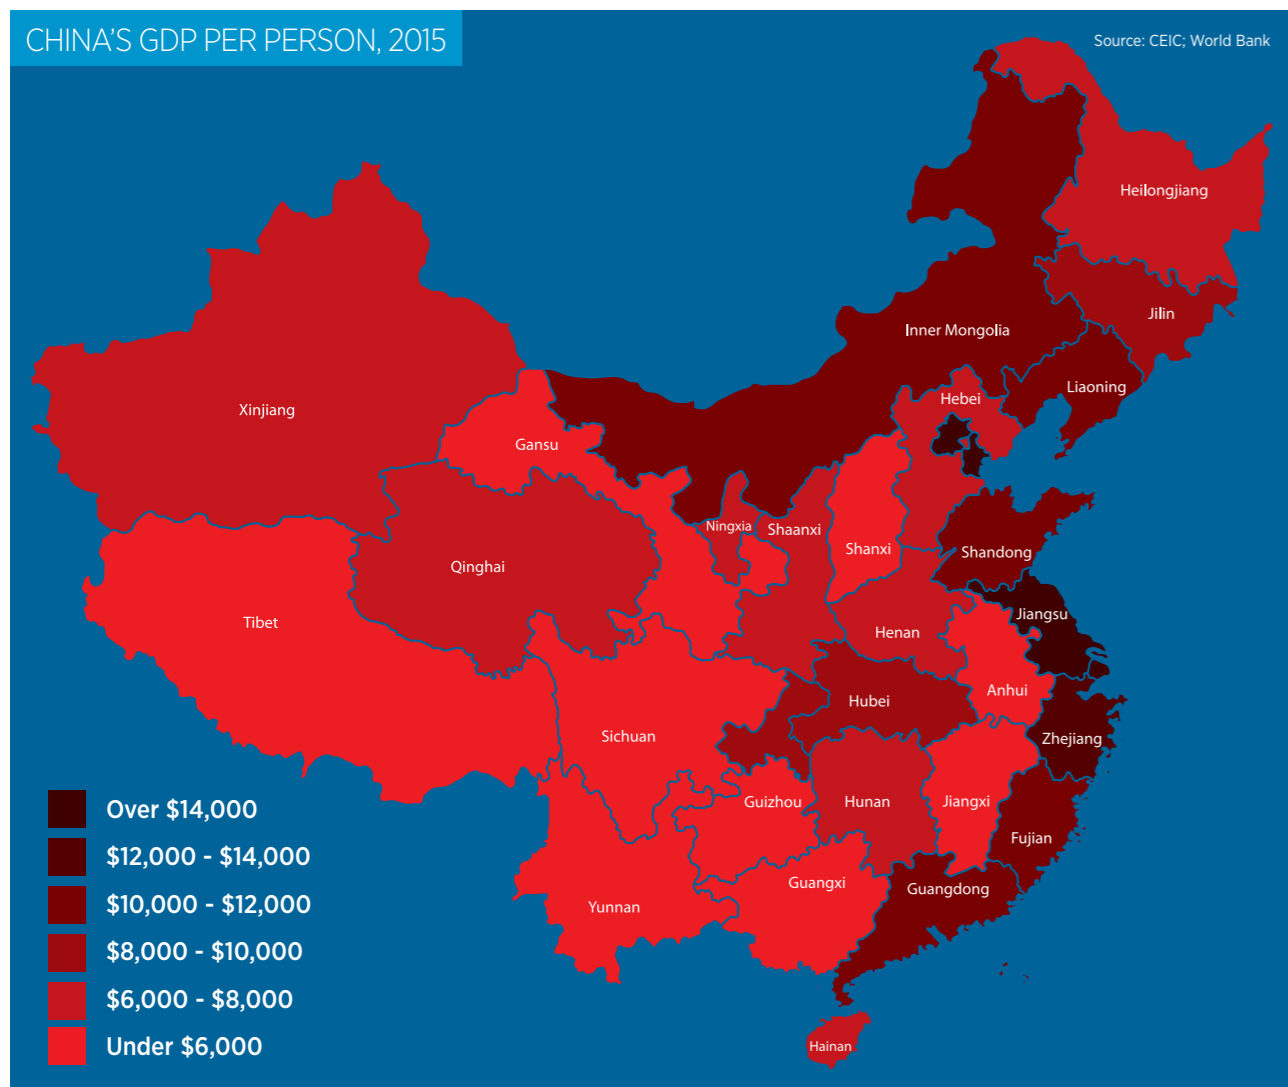 CHINA'S GDP PER PERSON, 2015
Source: CEIC; World Bank
Heilongjiang
Jilin
Inner Mongolia
Liaoning
Hebei
Xinjiang
Gansu
Ningxia
Shaanxi
Shanxi
Shandong
Qinghai
Jiangsu
Tibet
Henan
Anhui
Hubei
Sichuan
Zhejiang
Guizhou
Hunan
Jiangxi
Fujian
Guangxi
Guangdong
Yunnan
Hainan
Over $14,000
$12,000 - $14,000
$10,000 - $12,000
$8,000 - $10,000
$6,000 - $8,000
Under $6,000